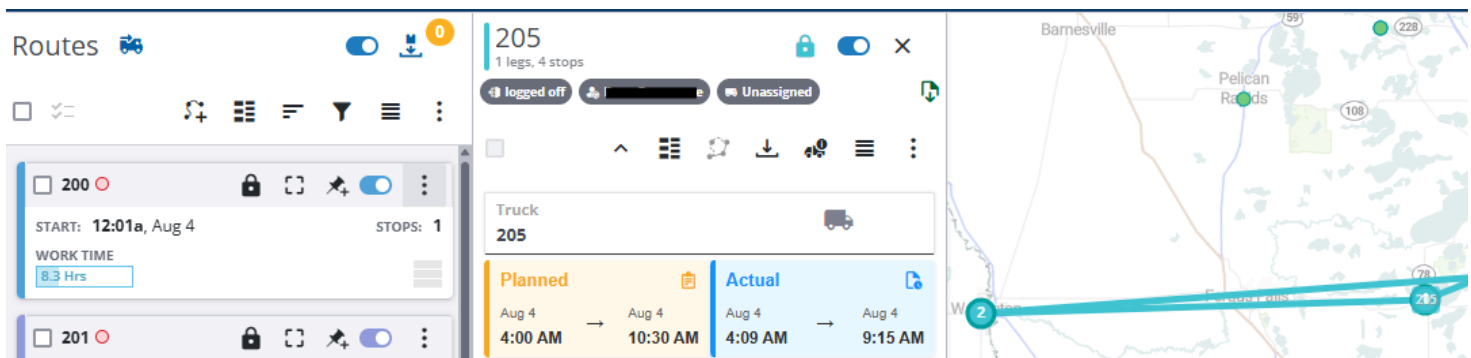 Routes
0
200
START: 12:01a, Aug 4
STOPS: 1
WORK TIME
8.3 Hrs
201
205
1 legs, 4 stops
logged off
e
Unassigned
Truck
205
Planned
Aug 4
4:00 AM
→
Aug 4
10:30 AM
Actual
Aug 4
4:09 AM
→
Aug 4
9:15 AM
Barnesville
59
228
Pelican
Rapids
108
78
Fergus Falls
2